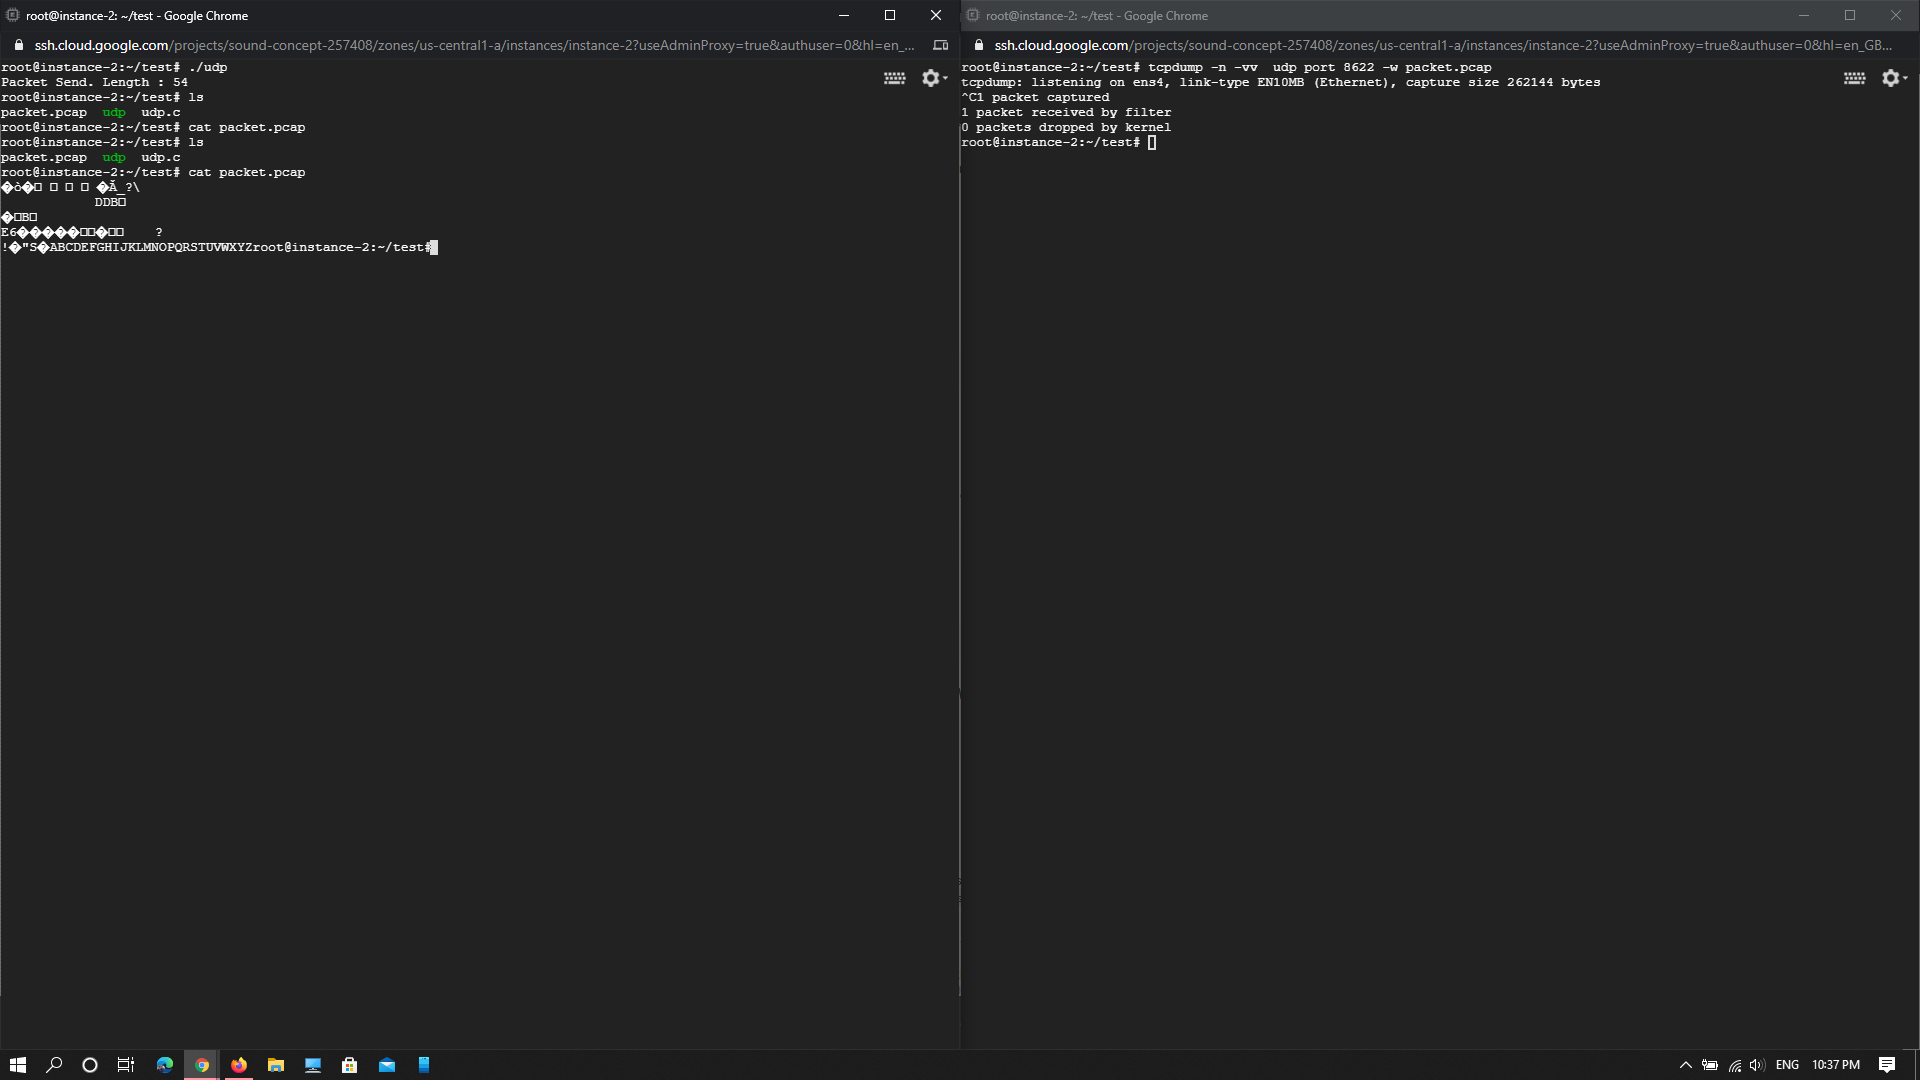 root@instance-2: ~/test - Google Chrome
ssh.cloud.google.com/projects/sound-concept-257408/zones/us-central1-a/instances/instance-2?useAdminProxy=true&authuser=0&hl=en_...
root@instance-2:~/test# ./udp
Packet Send. Length : 54
root@instance-2:~/test# ls
packet.pcap  udp  udp.c
root@instance-2:~/test# cat packet.pcap
root@instance-2:~/test# ls
packet.pcap  udp  udp.c
root@instance-2:~/test# cat packet.pcap
�ò�□ □ □ □ □ �Ã_?\
DDB□
�□B□
E6�����□□�□□    ?
!�"S�ABCDEFGHIJKLMNOPQRSTUVWXYZroot@instance-2:~/test#
root@instance-2: ~/test - Google Chrome
ssh.cloud.google.com/projects/sound-concept-257408/zones/us-central1-a/instances/instance-2?useAdminProxy=true&authuser=0&hl=en_GB...
root@instance-2:~/test# tcpdump -n -vv  udp port 8622 -w packet.pcap
tcpdump: listening on ens4, link-type EN10MB (Ethernet), capture size 262144 bytes
^C1 packet captured
1 packet received by filter
0 packets dropped by kernel
root@instance-2:~/test#
ENG
10:37 PM